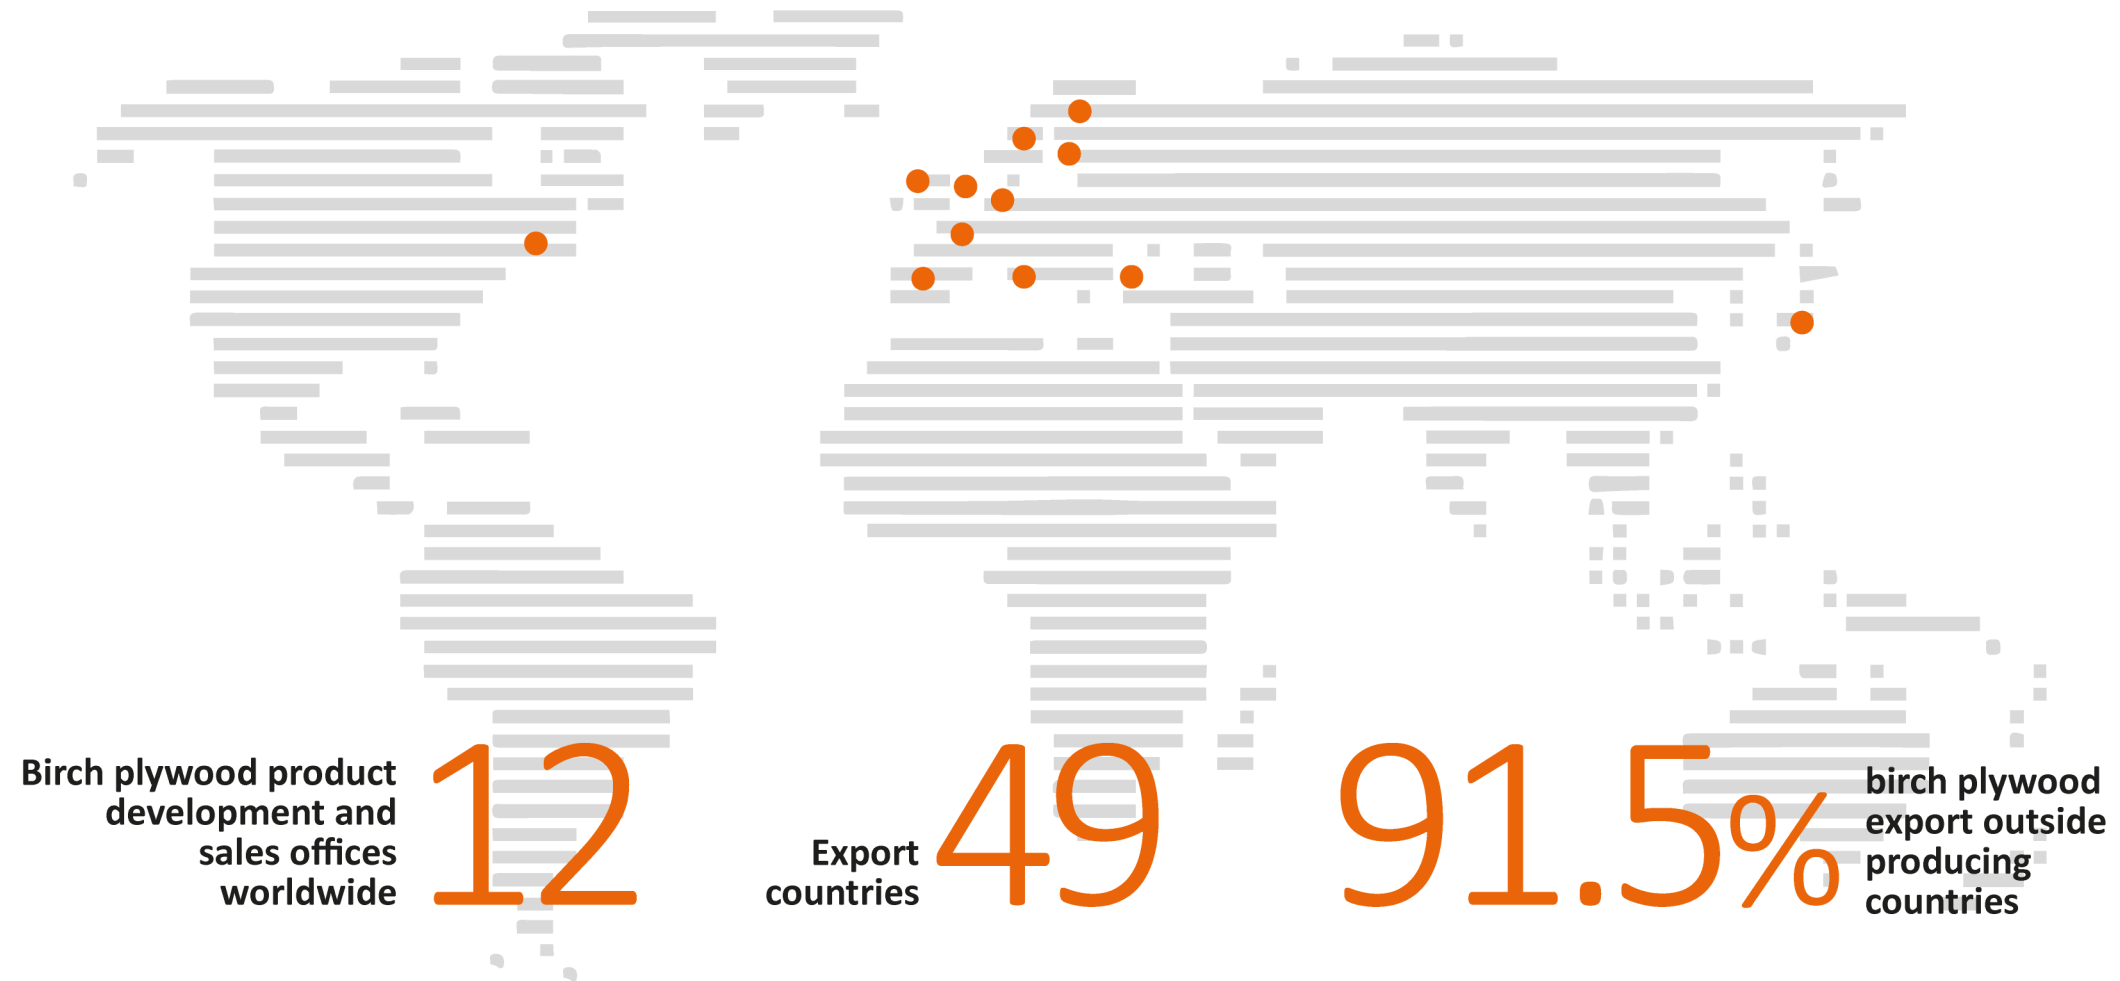 Birch plywood product
development and
sales offices
worldwide
12
Export
countries
49
91.5%
birch plywood
export outside
producing
countries